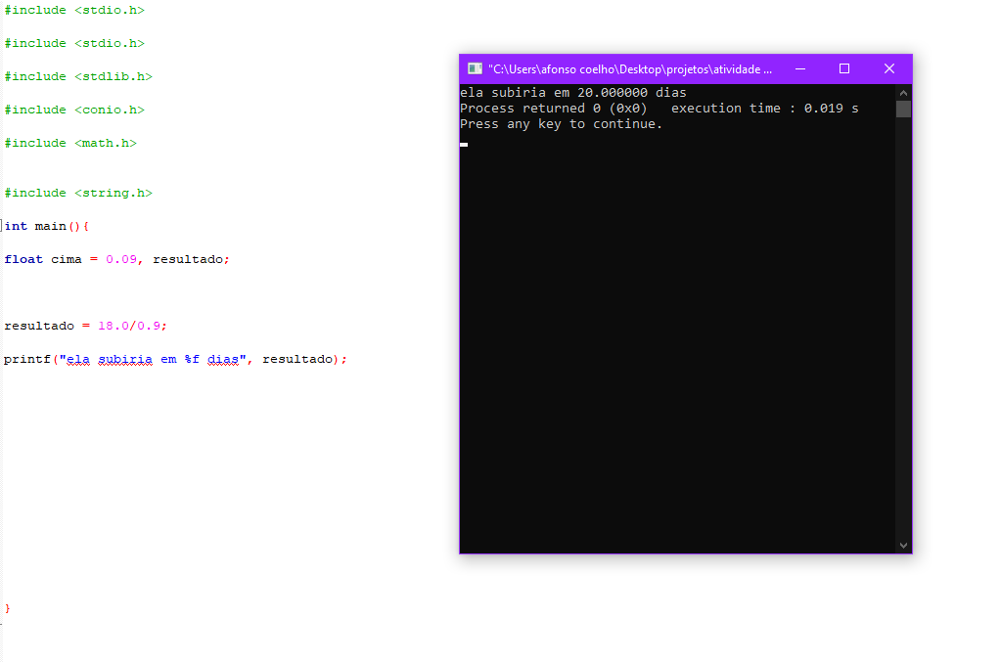 #include <stdio.h>
#include <stdio.h>
#include <stdlib.h>
#include <conio.h>
#include <math.h>
#include <string.h>
int main(){
float cima = 0.09, resultado;
resultado = 18.0/0.9;
printf("ela subiria em %f dias", resultado);
}
"C:\Users\afonso coelho\Desktop\projetos\atividade ...
ela subiria em 20.000000 dias
Process returned 0 (0x0)   execution time : 0.019 s
Press any key to continue.